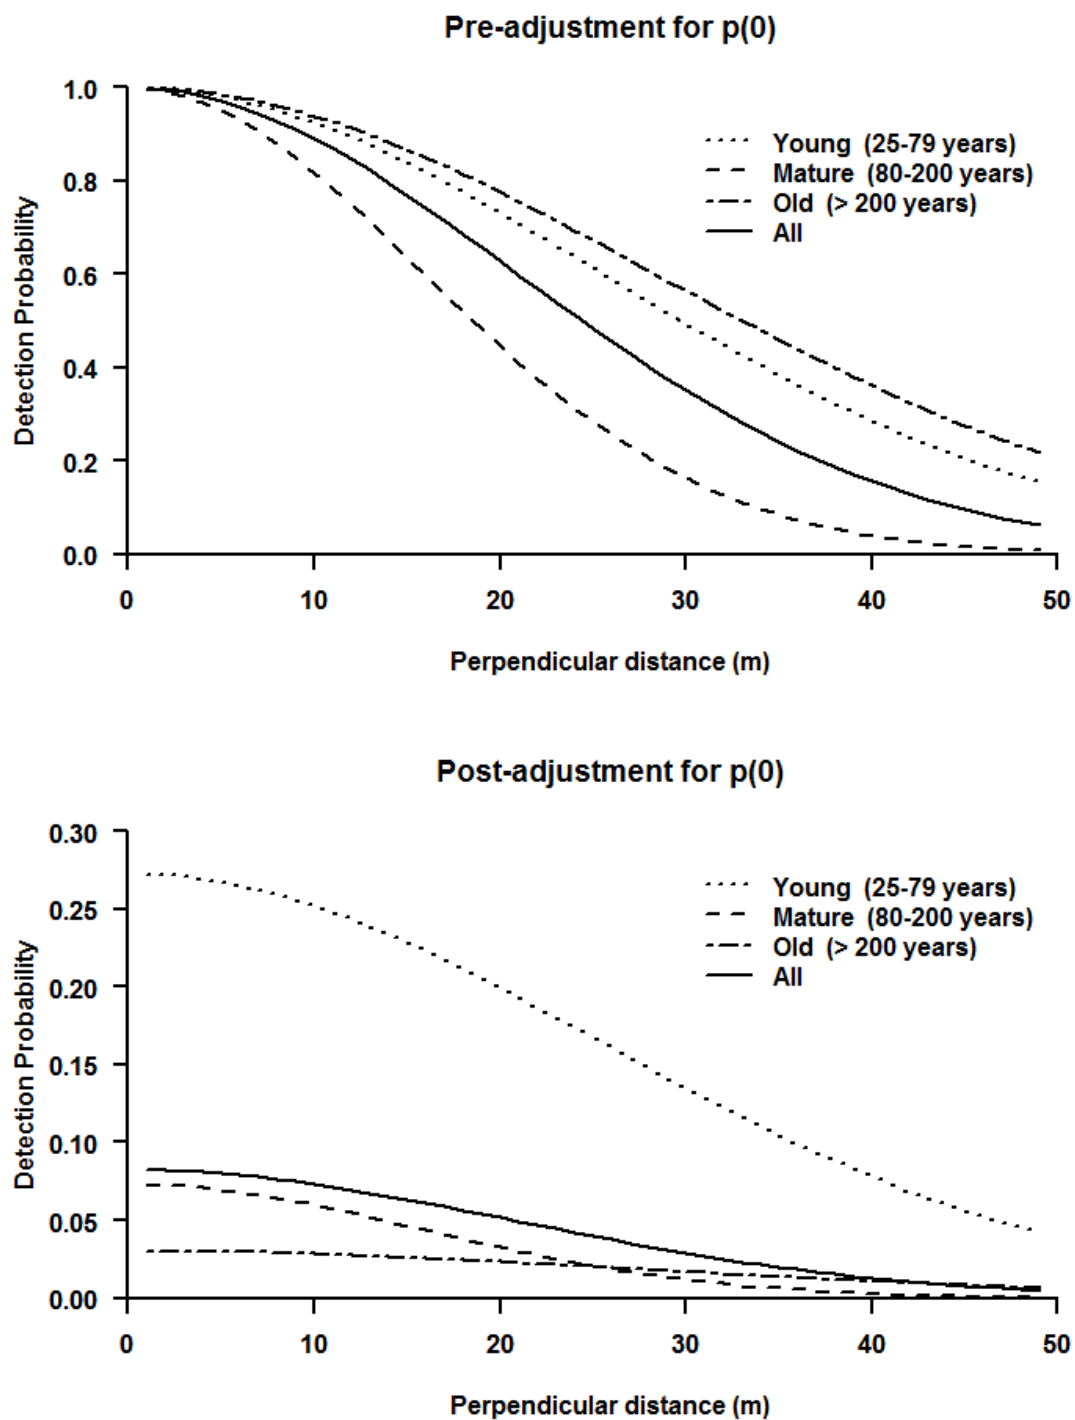 Pre-adjustment for p(0)
Detection Probability
1.0
0.8
0.6
0.4
0.2
0.0
Young (25-79 years)
Mature (80-200 years)
Old (> 200 years)
All
0 10 20 30 40 50
Perpendicular distance (m)
Post-adjustment for p(0)
Detection Probability
0.30
0.25
0.20
0.15
0.10
0.05
0.00
Young (25-79 years)
Mature (80-200 years)
Old (> 200 years)
All
0 10 20 30 40 50
Perpendicular distance (m)